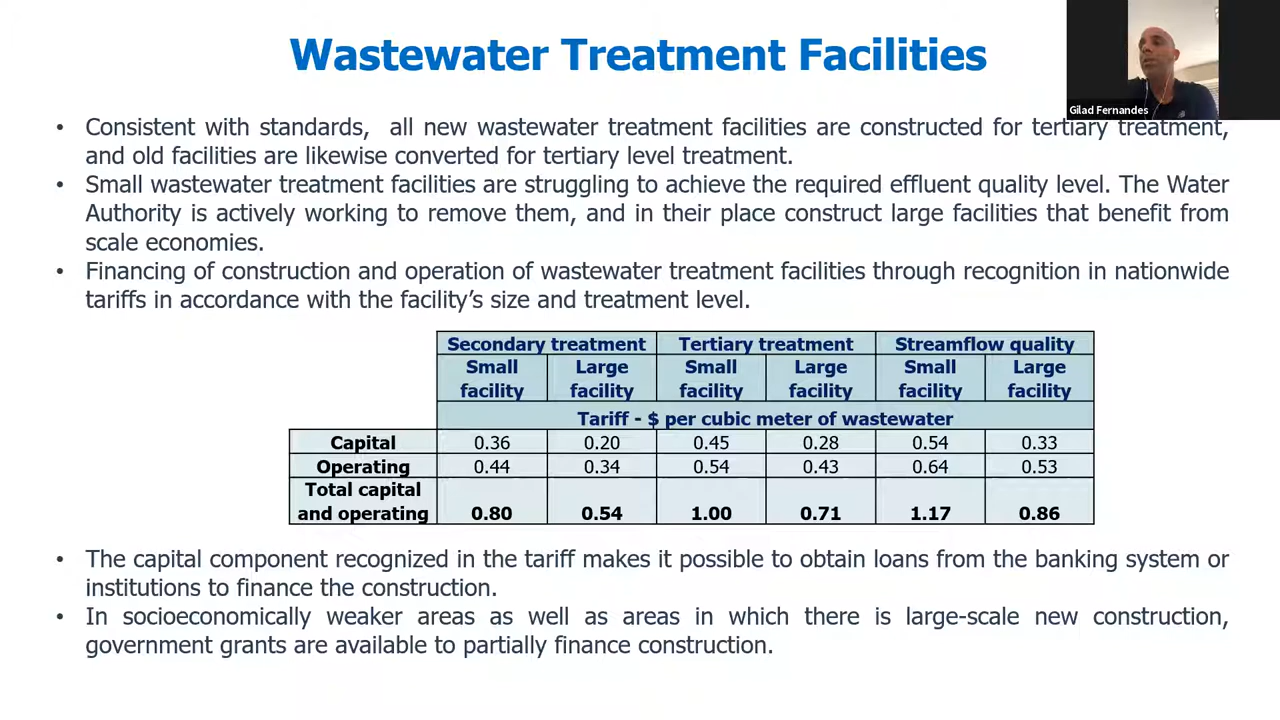 Wastewater Treatment Facilities
Gilad Fernandes
• Consistent with standards, all new wastewater treatment facilities are constructed for tertiary treatment,
and old facilities are likewise converted for tertiary level treatment.
• Small wastewater treatment facilities are struggling to achieve the required effluent quality level. The Water
Authority is actively working to remove them, and in their place construct large facilities that benefit from
scale economies.
• Financing of construction and operation of wastewater treatment facilities through recognition in nationwide
tariffs in accordance with the facility's size and treatment level.
Secondary treatment Tertiary treatment Streamflow quality
Small facility Large facility Small facility Large facility Small facility Large facility
Tariff - $ per cubic meter of wastewater
Capital 0.36 0.20 0.45 0.28 0.54 0.33
Operating 0.44 0.34 0.54 0.43 0.64 0.53
Total capital
and operating 0.80 0.54 1.00 0.71 1.17 0.86
• The capital component recognized in the tariff makes it possible to obtain loans from the banking system or
institutions to finance the construction.
• In socioeconomically weaker areas as well as areas in which there is large-scale new construction,
government grants are available to partially finance construction.